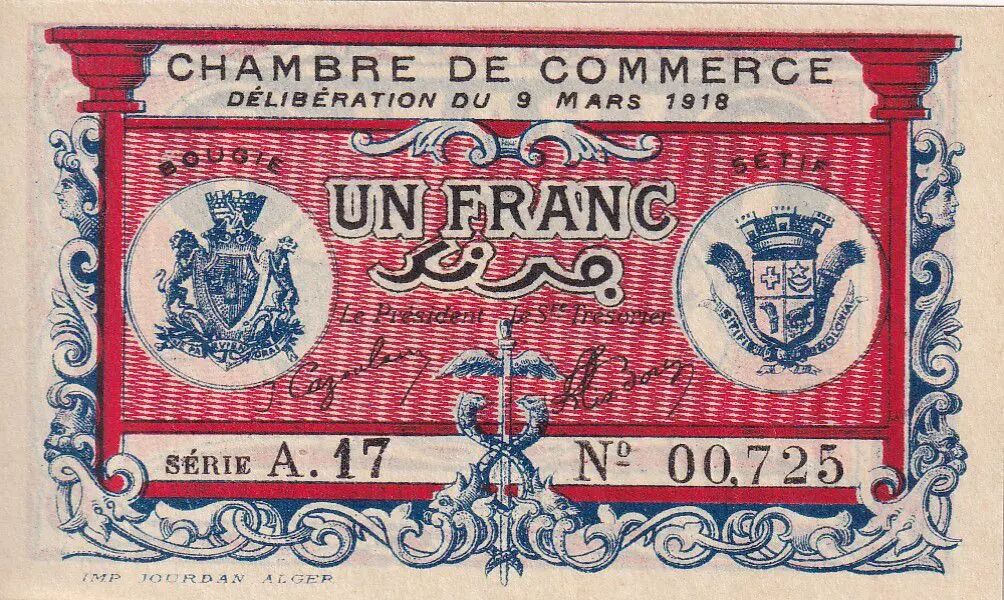 CHAMBRE DE COMMERCE
DÉLIBÉRATION DU 9 MARS 1918
BOUGIE SÉTIF
UN FRANC
فرنك
Le Président Le Sre Trésorier
SÉRIE A.17 No 00,725
IMP JOURDAN ALGER